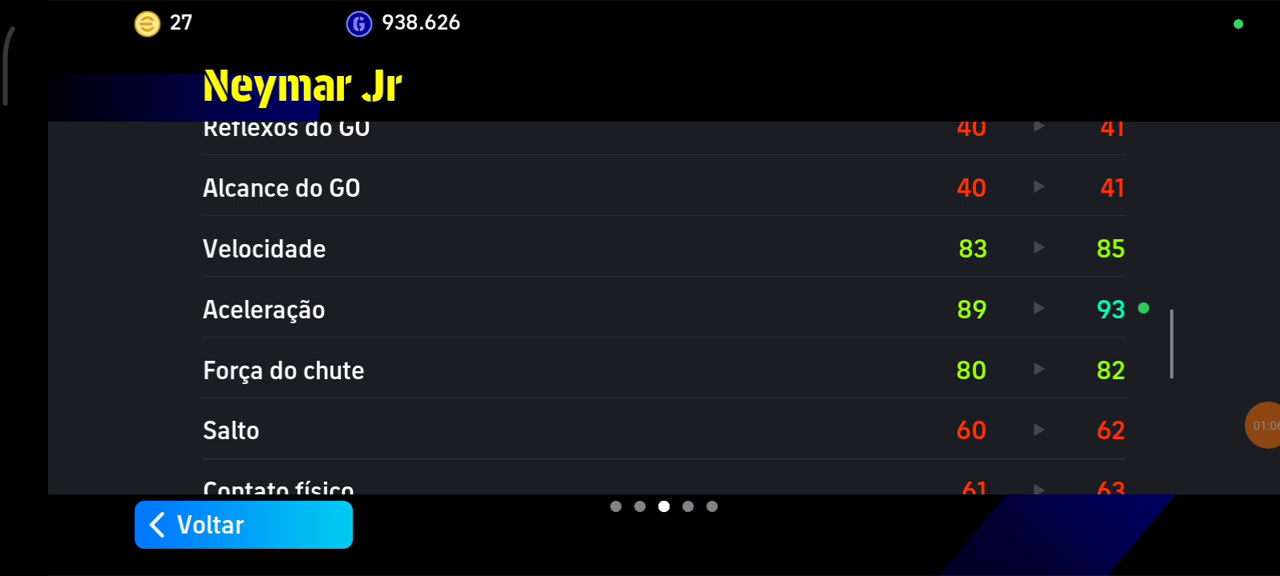 27 938.626
Neymar Jr
Reflexos do GO 40 41
Alcance do GO 40 41
Velocidade 83 85
Aceleração 89 93
Força do chute 80 82
Salto 60 62
Contato físico 61 63
Voltar